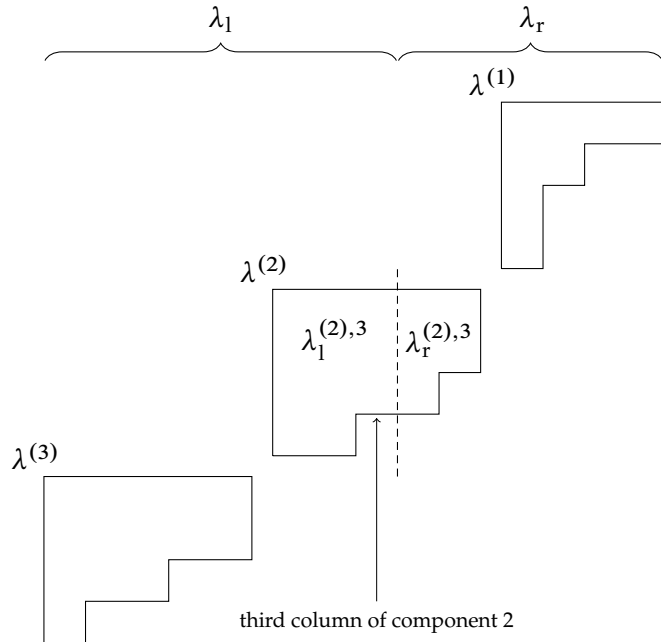 λ_l λ_r
λ^(1)
λ^(2)
λ_l^(2),3 λ_r^(2),3
λ^(3)
third column of component 2